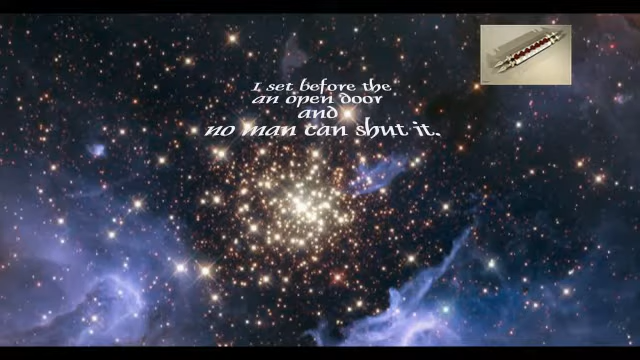 I set before the
an open door
and
no man can shut it.